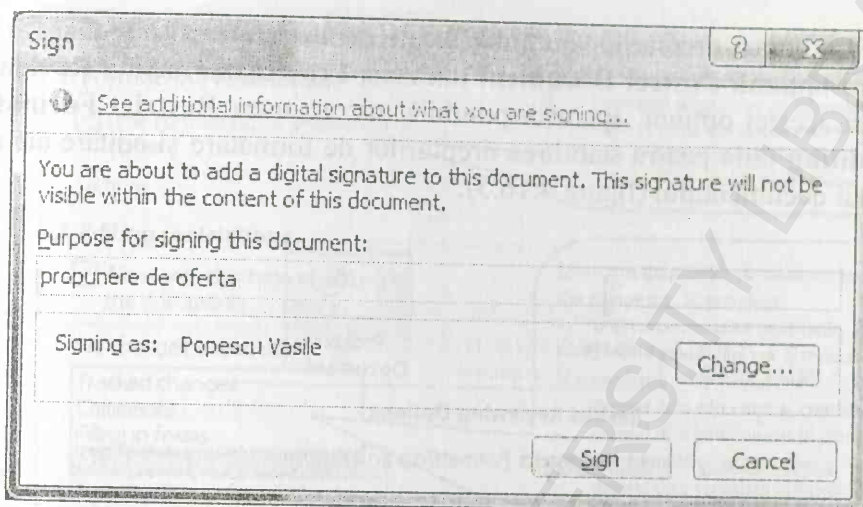 Sign
See additional information about what you are signing...
You are about to add a digital signature to this document. This signature will not be
visible within the content of this document.
Purpose for signing this document:
propunere de oferta
Signing as: Popescu Vasile
Change...
Sign
Cancel
ERSITY LIB